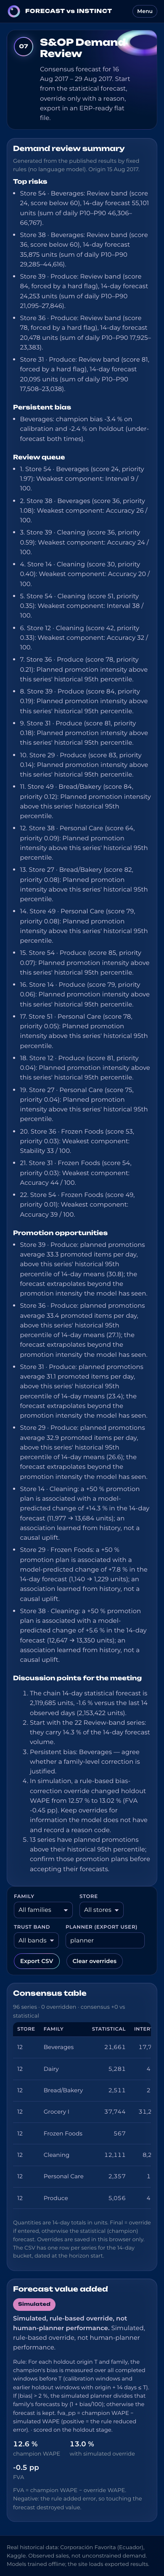 FORECAST vs INSTINCT
Menu
07
S&OP Demand
Review
Consensus forecast for 16
Aug 2017 – 29 Aug 2017. Start
from the statistical forecast,
override only with a reason,
export in an ERP-ready flat
file.
Demand review summary
Generated from the published results by fixed
rules (no language model). Origin 15 Aug 2017.
Top risks
Store 54 · Beverages: Review band (score
24, score below 60), 14-day forecast 55,101
units (sum of daily P10–P90 46,306–
66,767).
Store 38 · Beverages: Review band (score
36, score below 60), 14-day forecast
35,875 units (sum of daily P10–P90
29,285–44,616).
Store 39 · Produce: Review band (score
84, forced by a hard flag), 14-day forecast
24,253 units (sum of daily P10–P90
21,095–27,846).
Store 36 · Produce: Review band (score
78, forced by a hard flag), 14-day forecast
20,478 units (sum of daily P10–P90 17,925–
23,383).
Store 31 · Produce: Review band (score 81,
forced by a hard flag), 14-day forecast
20,095 units (sum of daily P10–P90
17,508–23,038).
Persistent bias
Beverages: champion bias -3.4 % on
calibration and -2.4 % on holdout (under-
forecast both times).
Review queue
1. Store 54 · Beverages (score 24, priority
1.97): Weakest component: Interval 9 /
100.
2. Store 38 · Beverages (score 36, priority
1.08): Weakest component: Accuracy 26 /
100.
3. Store 39 · Cleaning (score 36, priority
0.59): Weakest component: Accuracy 24 /
100.
4. Store 14 · Cleaning (score 30, priority
0.40): Weakest component: Accuracy 20 /
100.
5. Store 54 · Cleaning (score 51, priority
0.35): Weakest component: Interval 38 /
100.
6. Store 12 · Cleaning (score 42, priority
0.33): Weakest component: Accuracy 32 /
100.
7. Store 36 · Produce (score 78, priority
0.21): Planned promotion intensity above
this series' historical 95th percentile.
8. Store 39 · Produce (score 84, priority
0.19): Planned promotion intensity above
this series' historical 95th percentile.
9. Store 31 · Produce (score 81, priority
0.18): Planned promotion intensity above
this series' historical 95th percentile.
10. Store 29 · Produce (score 83, priority
0.14): Planned promotion intensity above
this series' historical 95th percentile.
11. Store 49 · Bread/Bakery (score 84,
priority 0.12): Planned promotion intensity
above this series' historical 95th
percentile.
12. Store 38 · Personal Care (score 64,
priority 0.09): Planned promotion
intensity above this series' historical 95th
percentile.
13. Store 27 · Bread/Bakery (score 82,
priority 0.08): Planned promotion
intensity above this series' historical 95th
percentile.
14. Store 49 · Personal Care (score 79,
priority 0.08): Planned promotion
intensity above this series' historical 95th
percentile.
15. Store 54 · Produce (score 85, priority
0.07): Planned promotion intensity above
this series' historical 95th percentile.
16. Store 14 · Produce (score 79, priority
0.06): Planned promotion intensity above
this series' historical 95th percentile.
17. Store 51 · Personal Care (score 78,
priority 0.05): Planned promotion
intensity above this series' historical 95th
percentile.
18. Store 12 · Produce (score 81, priority
0.04): Planned promotion intensity above
this series' historical 95th percentile.
19. Store 27 · Personal Care (score 75,
priority 0.04): Planned promotion
intensity above this series' historical 95th
percentile.
20. Store 36 · Frozen Foods (score 53,
priority 0.03): Weakest component:
Stability 33 / 100.
21. Store 31 · Frozen Foods (score 54,
priority 0.03): Weakest component:
Accuracy 44 / 100.
22. Store 54 · Frozen Foods (score 49,
priority 0.01): Weakest component:
Accuracy 39 / 100.
Promotion opportunities
Store 39 · Produce: planned promotions
average 33.3 promoted items per day,
above this series' historical 95th
percentile of 14-day means (30.8); the
forecast extrapolates beyond the
promotion intensity the model has seen.
Store 36 · Produce: planned promotions
average 33.4 promoted items per day,
above this series' historical 95th
percentile of 14-day means (27.1); the
forecast extrapolates beyond the
promotion intensity the model has seen.
Store 31 · Produce: planned promotions
average 31.1 promoted items per day,
above this series' historical 95th
percentile of 14-day means (23.4); the
forecast extrapolates beyond the
promotion intensity the model has seen.
Store 29 · Produce: planned promotions
average 32.9 promoted items per day,
above this series' historical 95th
percentile of 14-day means (26.6); the
forecast extrapolates beyond the
promotion intensity the model has seen.
Store 14 · Cleaning: a +50 % promotion
plan is associated with a model-
predicted change of +14.3 % in the 14-day
forecast (11,977 → 13,684 units); an
association learned from history, not a
causal uplift.
Store 29 · Frozen Foods: a +50 %
promotion plan is associated with a
model-predicted change of +7.8 % in the
14-day forecast (1,140 → 1,229 units); an
association learned from history, not a
causal uplift.
Store 38 · Cleaning: a +50 % promotion
plan is associated with a model-
predicted change of +5.6 % in the 14-day
forecast (12,647 → 13,350 units); an
association learned from history, not a
causal uplift.
Discussion points for the meeting
1. The chain 14-day statistical forecast is
2,119,685 units, -1.6 % versus the last 14
observed days (2,153,422 units).
2. Start with the 22 Review-band series:
they carry 14.3 % of the 14-day forecast
volume.
3. Persistent bias: Beverages — agree
whether a family-level correction is
justified.
4. In simulation, a rule-based bias-
correction override changed holdout
WAPE from 12.57 % to 13.02 % (FVA
-0.45 pp). Keep overrides for
information the model does not have
and record a reason code.
5. 13 series have planned promotions
above their historical 95th percentile;
confirm those promotion plans before
accepting their forecasts.
FAMILY
STORE
All families
All stores
TRUST BAND
PLANNER (EXPORT USER)
All bands
planner
Export CSV
Clear overrides
Consensus table
96 series · 0 overridden · consensus +0 vs
statistical
STORE FAMILY STATISTICAL INTER
12 Beverages 21,661 17,7
12 Dairy 5,281 4
12 Bread/Bakery 2,511 2
12 Grocery I 37,744 31,2
12 Frozen Foods 567
12 Cleaning 12,111 8,2
12 Personal Care 2,357 1
12 Produce 5,056 4
Quantities are 14-day totals in units. Final = override
if entered, otherwise the statistical (champion)
forecast. Overrides are saved in this browser only.
The CSV has one row per series for the 14-day
bucket, dated at the horizon start.
Forecast value added
Simulated
Simulated, rule-based override, not
human-planner performance. Simulated,
rule-based override, not human-planner
performance.
Rule: For each holdout origin T and family, the
champion's bias is measured over all completed
windows before T (calibration windows and
earlier holdout windows with origin + 14 days ≤ T).
If |bias| > 2 %, the simulated planner divides that
family's forecasts by (1 + bias/100); otherwise the
forecast is kept. fva_pp = champion WAPE −
simulated WAPE (positive = the rule reduced
error). · scored on the holdout stage.
12.6 %
champion WAPE
13.0 %
with simulated override
-0.5 pp
FVA
FVA = champion WAPE − override WAPE.
Negative: the rule added error, so touching the
forecast destroyed value.
Real historical data: Corporación Favorita (Ecuador),
Kaggle. Observed sales, not unconstrained demand.
Models trained offline; the site loads exported results.